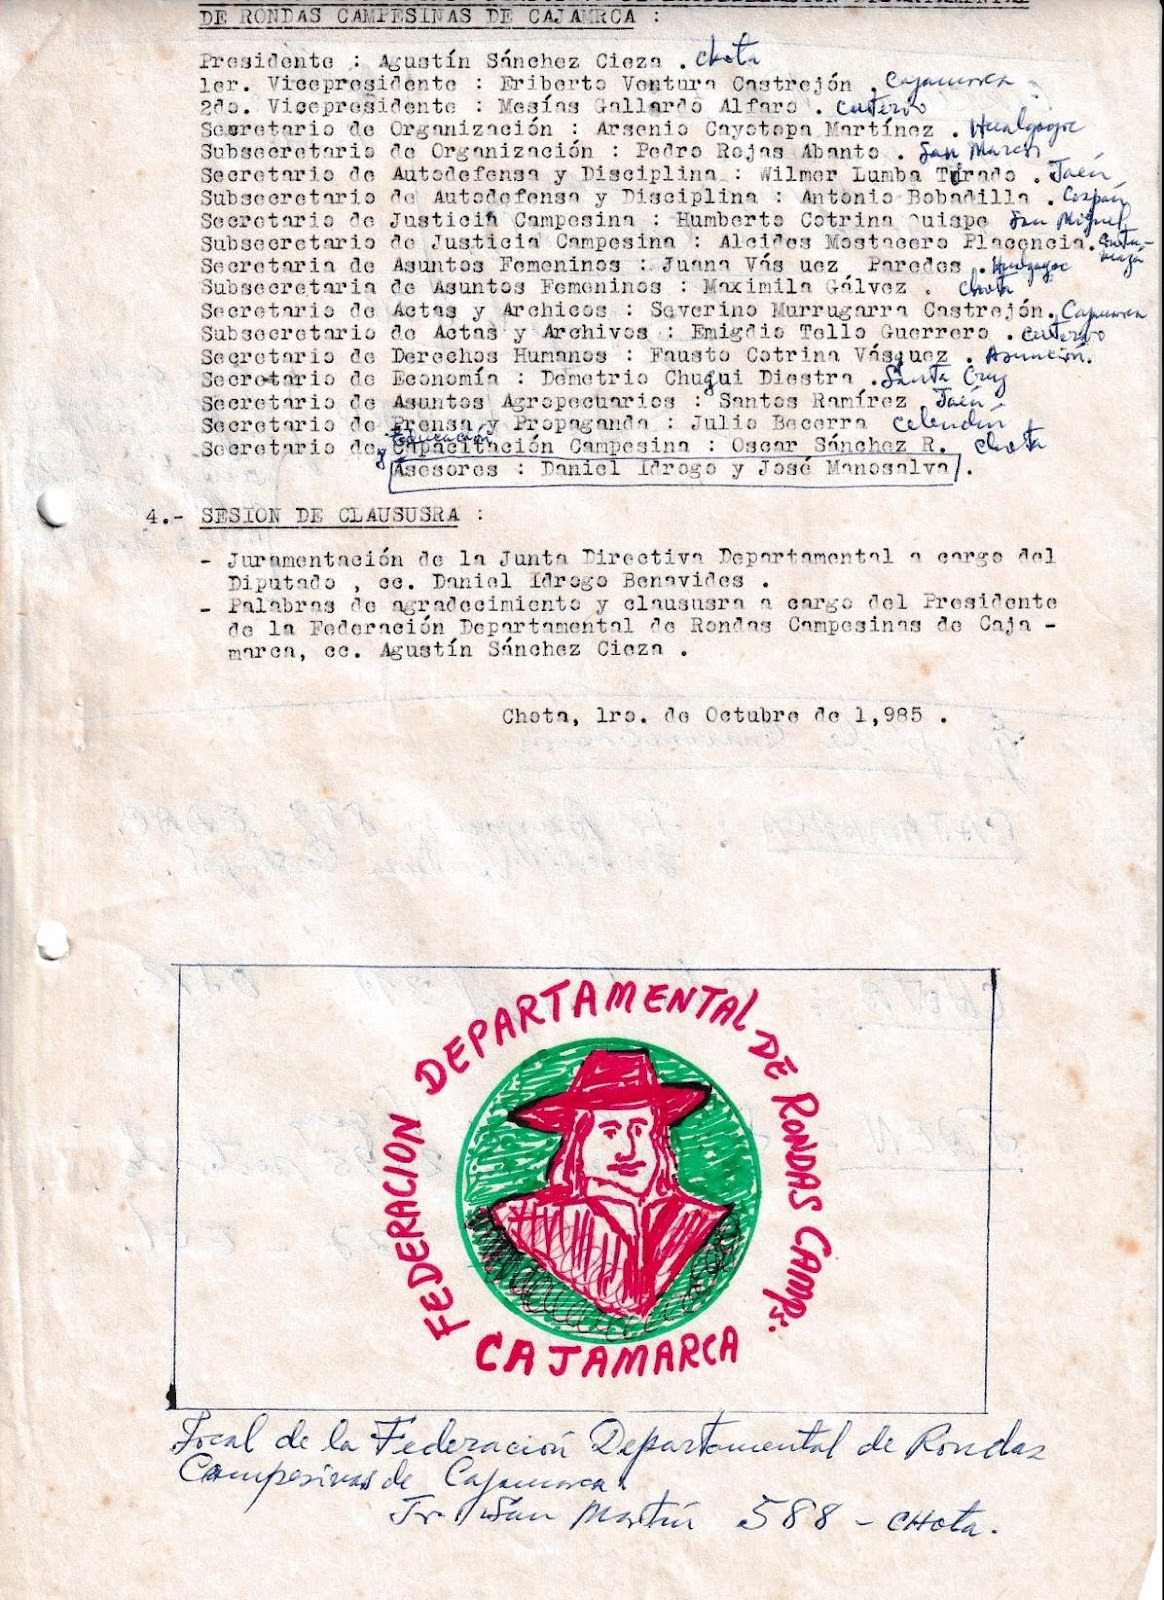 DE RONDAS CAMPESINAS DE CAJAMRCA :
Presidente : Agustín Sánchez Cieza . Chota
1er. Vicepresidente : Eriberto Ventura Castrejón . Cajamarca
2do. Vicepresidente : Mesías Gallardo Alfaro . Cutervo
Secretario de Organización : Arsenio Cayotopa Martínez . Hualgayoc
Subsecretario de Organización : Pedro Rojas Abanto . San Marcos
Secretario de Autodefensa y Disciplina : Wilmer Lumba Tirado . Jaén
Subsecretario de Autodefensa y Disciplina : Antonio Bobadilla . Cospán
Secretario de Justicia Campesina : Humberto Cotrina Quispe San Miguel
Subsecretario de Justicia Campesina : Alcides Mostacero Placencia. Contu-
mazá
Secretaria de Asuntos Femeninos : Juana Vás uez Paredes . Hualgayoc
Subsecretaria de Asuntos Femeninos : Maximila Gálvez . Chota
Secretario de Actas y Archicos : Severino Murrugarra Castrejón. Cajamarca
Subsecretario de Actas y Archivos : Emigdio Tello Guerrero . Cutervo
Secretario de Derechos Humanos : Fausto Cotrina Vásquez . Asunción.
Secretario de Economía : Demetrio Chuqui Diestra . Santa Cruz
Secretario de Asuntos Agropecuarios : Santos Ramírez Jaén
Secretario de Prensa y Propaganda : Julio Becerra Celendín
Educación
Secretario de y Capacitación Campesina : Oscar Sánchez R. Chota
Asesores : Daniel Idrogo y José Manosalva .
4.- SESION DE CLAUSUSRA :
- Juramentación de la Junta Directiva Departamental a cargo del
Diputado , cc. Daniel Idrogo Benavides .
- Palabras de agradecimiento y claususra a cargo del Presidente
de la Federación Departamental de Rondas Campesinas de Caja -
marca, cc. Agustín Sánchez Cieza .
Chota, 1ro. de Octubre de 1,985 .
FEDERACION DEPARTAMENTAL DE RONDAS CAMPS:
CAJAMARCA
Local de la Federación Departamental de Rondas
Campesinas de Cajamarca.
Jr. San Martín 588 - CHota.